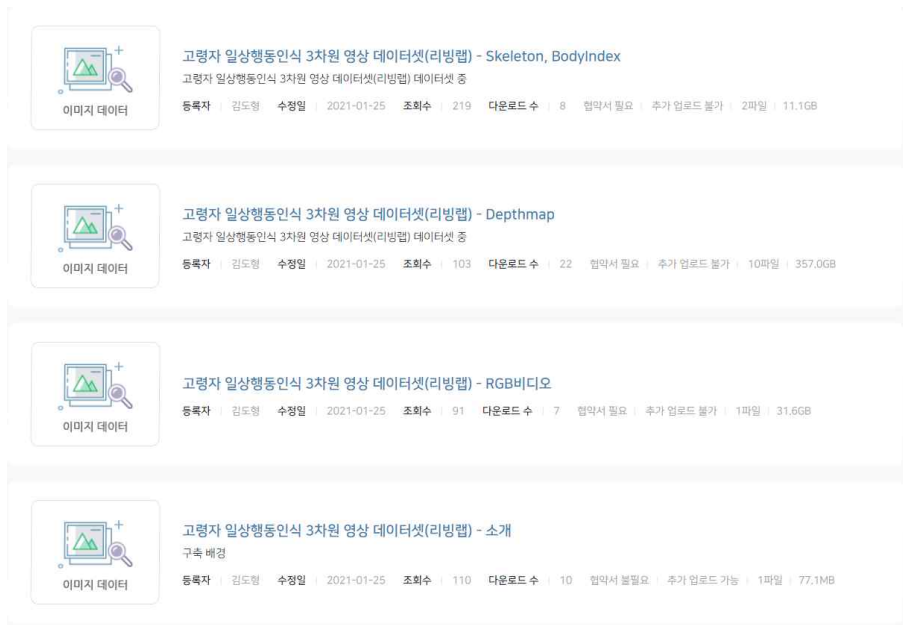 고령자 일상행동인식 3차원 영상 데이터셋(리빙랩) - Skeleton, BodyIndex
고령자 일상행동인식 3차원 영상 데이터셋(리빙랩) 데이터셋 중
이미지 데이터
등록자 | 김도형 수정일 | 2021-01-25 조회수 | 219 다운로드 수 | 8 협약서 필요 | 추가 업로드 불가 | 2파일 | 11.1GB
고령자 일상행동인식 3차원 영상 데이터셋(리빙랩) - Depthmap
고령자 일상행동인식 3차원 영상 데이터셋(리빙랩) 데이터셋 중
이미지 데이터
등록자 | 김도형 수정일 | 2021-01-25 조회수 | 103 다운로드 수 | 22 협약서 필요 | 추가 업로드 불가 | 10파일 | 357.0GB
고령자 일상행동인식 3차원 영상 데이터셋(리빙랩) - RGB비디오
등록자 | 김도형 수정일 | 2021-01-25 조회수 | 91 다운로드 수 | 7 협약서 필요 | 추가 업로드 불가 | 1파일 | 31.6GB
이미지 데이터
고령자 일상행동인식 3차원 영상 데이터셋(리빙랩) - 소개
구축 배경
이미지 데이터
등록자 | 김도형 수정일 | 2021-01-25 조회수 | 110 다운로드 수 | 10 협약서 불필요 | 추가 업로드 가능 | 1파일 | 77.1MB